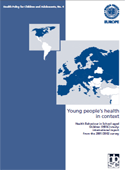 Health Policy for Children and Adolescents, No. 4
EUROPE
Young people's health
in context
Health Behaviour in School-aged
Children (HBSC) study:
international report
from the 2001/2002 survey